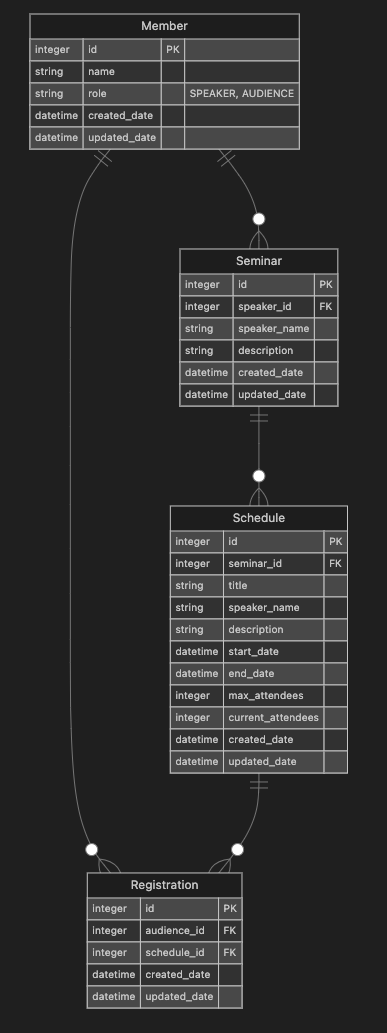 Member
integer id PK
string name
string role SPEAKER, AUDIENCE
datetime created_date
datetime updated_date
Seminar
integer id PK
integer speaker_id FK
string speaker_name
string description
datetime created_date
datetime updated_date
Schedule
integer id PK
integer seminar_id FK
string title
string speaker_name
string description
datetime start_date
datetime end_date
integer max_attendees
integer current_attendees
datetime created_date
datetime updated_date
Registration
integer id PK
integer audience_id FK
integer schedule_id FK
datetime created_date
datetime updated_date